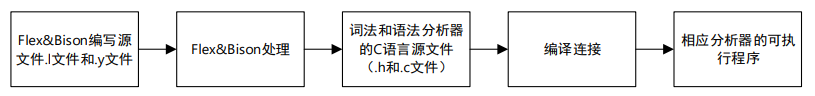 Flex&Bison编写源
文件.l文件和.y文件
Flex&Bison处理
词法和语法分析器
的C语言源文件
（.h和.c文件）
编译连接
相应分析器的可执
行程序